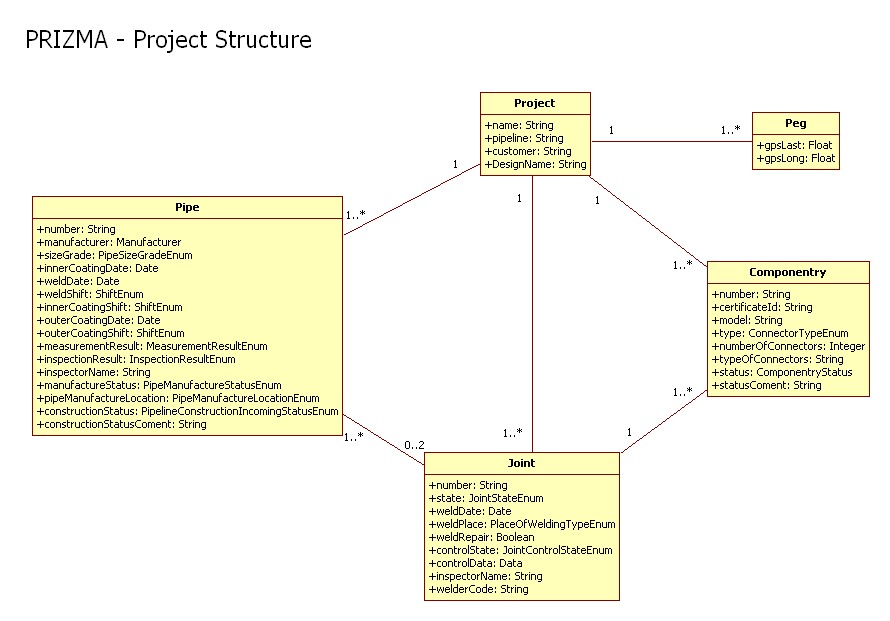 PRIZMA - Project Structure
Project
+name: String
+pipeline: String
+customer: String
+DesignName: String
Peg
+gpsLast: Float
+gpsLong: Float
1
1..*
1
1..*
1
1..*
1
1..*
Pipe
+number: String
+manufacturer: Manufacturer
+sizeGrade: PipeSizeGradeEnum
+innerCoatingDate: Date
+weldDate: Date
+weldShift: ShiftEnum
+innerCoatingShift: ShiftEnum
+outerCoatingDate: Date
+outerCoatingShift: ShiftEnum
+measurementResult: MeasurementResultEnum
+inspectionResult: InspectionResultEnum
+inspectorName: String
+manufactureStatus: PipeManufactureStatusEnum
+pipeManufactureLocation: PipeManufactureLocationEnum
+constructionStatus: PipelineConstructionIncomingStatusEnum
+constructionStatusComent: String
Componentry
+number: String
+certificateId: String
+model: String
+type: ConnectorTypeEnum
+numberOfConnectors: Integer
+typeOfConnectors: String
+status: ComponentryStatus
+statusComent: String
1..*
0..2
1..*
1
Joint
+number: String
+state: JointStateEnum
+weldDate: Date
+weldPlace: PlaceOfWeldingTypeEnum
+weldRepair: Boolean
+controlState: JointControlStateEnum
+controlData: Data
+inspectorName: String
+welderCode: String